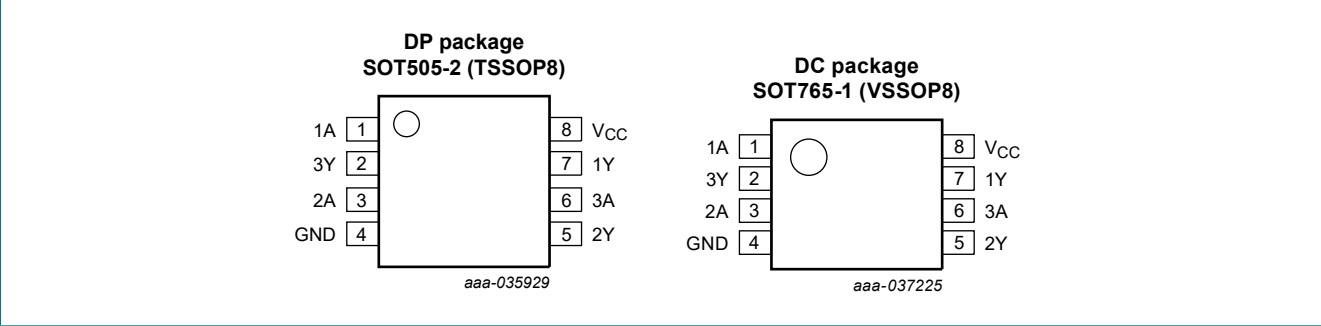 DP package
SOT505-2 (TSSOP8)
1A 1 8 VCC
3Y 2 7 1Y
2A 3 6 3A
GND 4 5 2Y
aaa-035929
DC package
SOT765-1 (VSSOP8)
1A 1 8 VCC
3Y 2 7 1Y
2A 3 6 3A
GND 4 5 2Y
aaa-037225